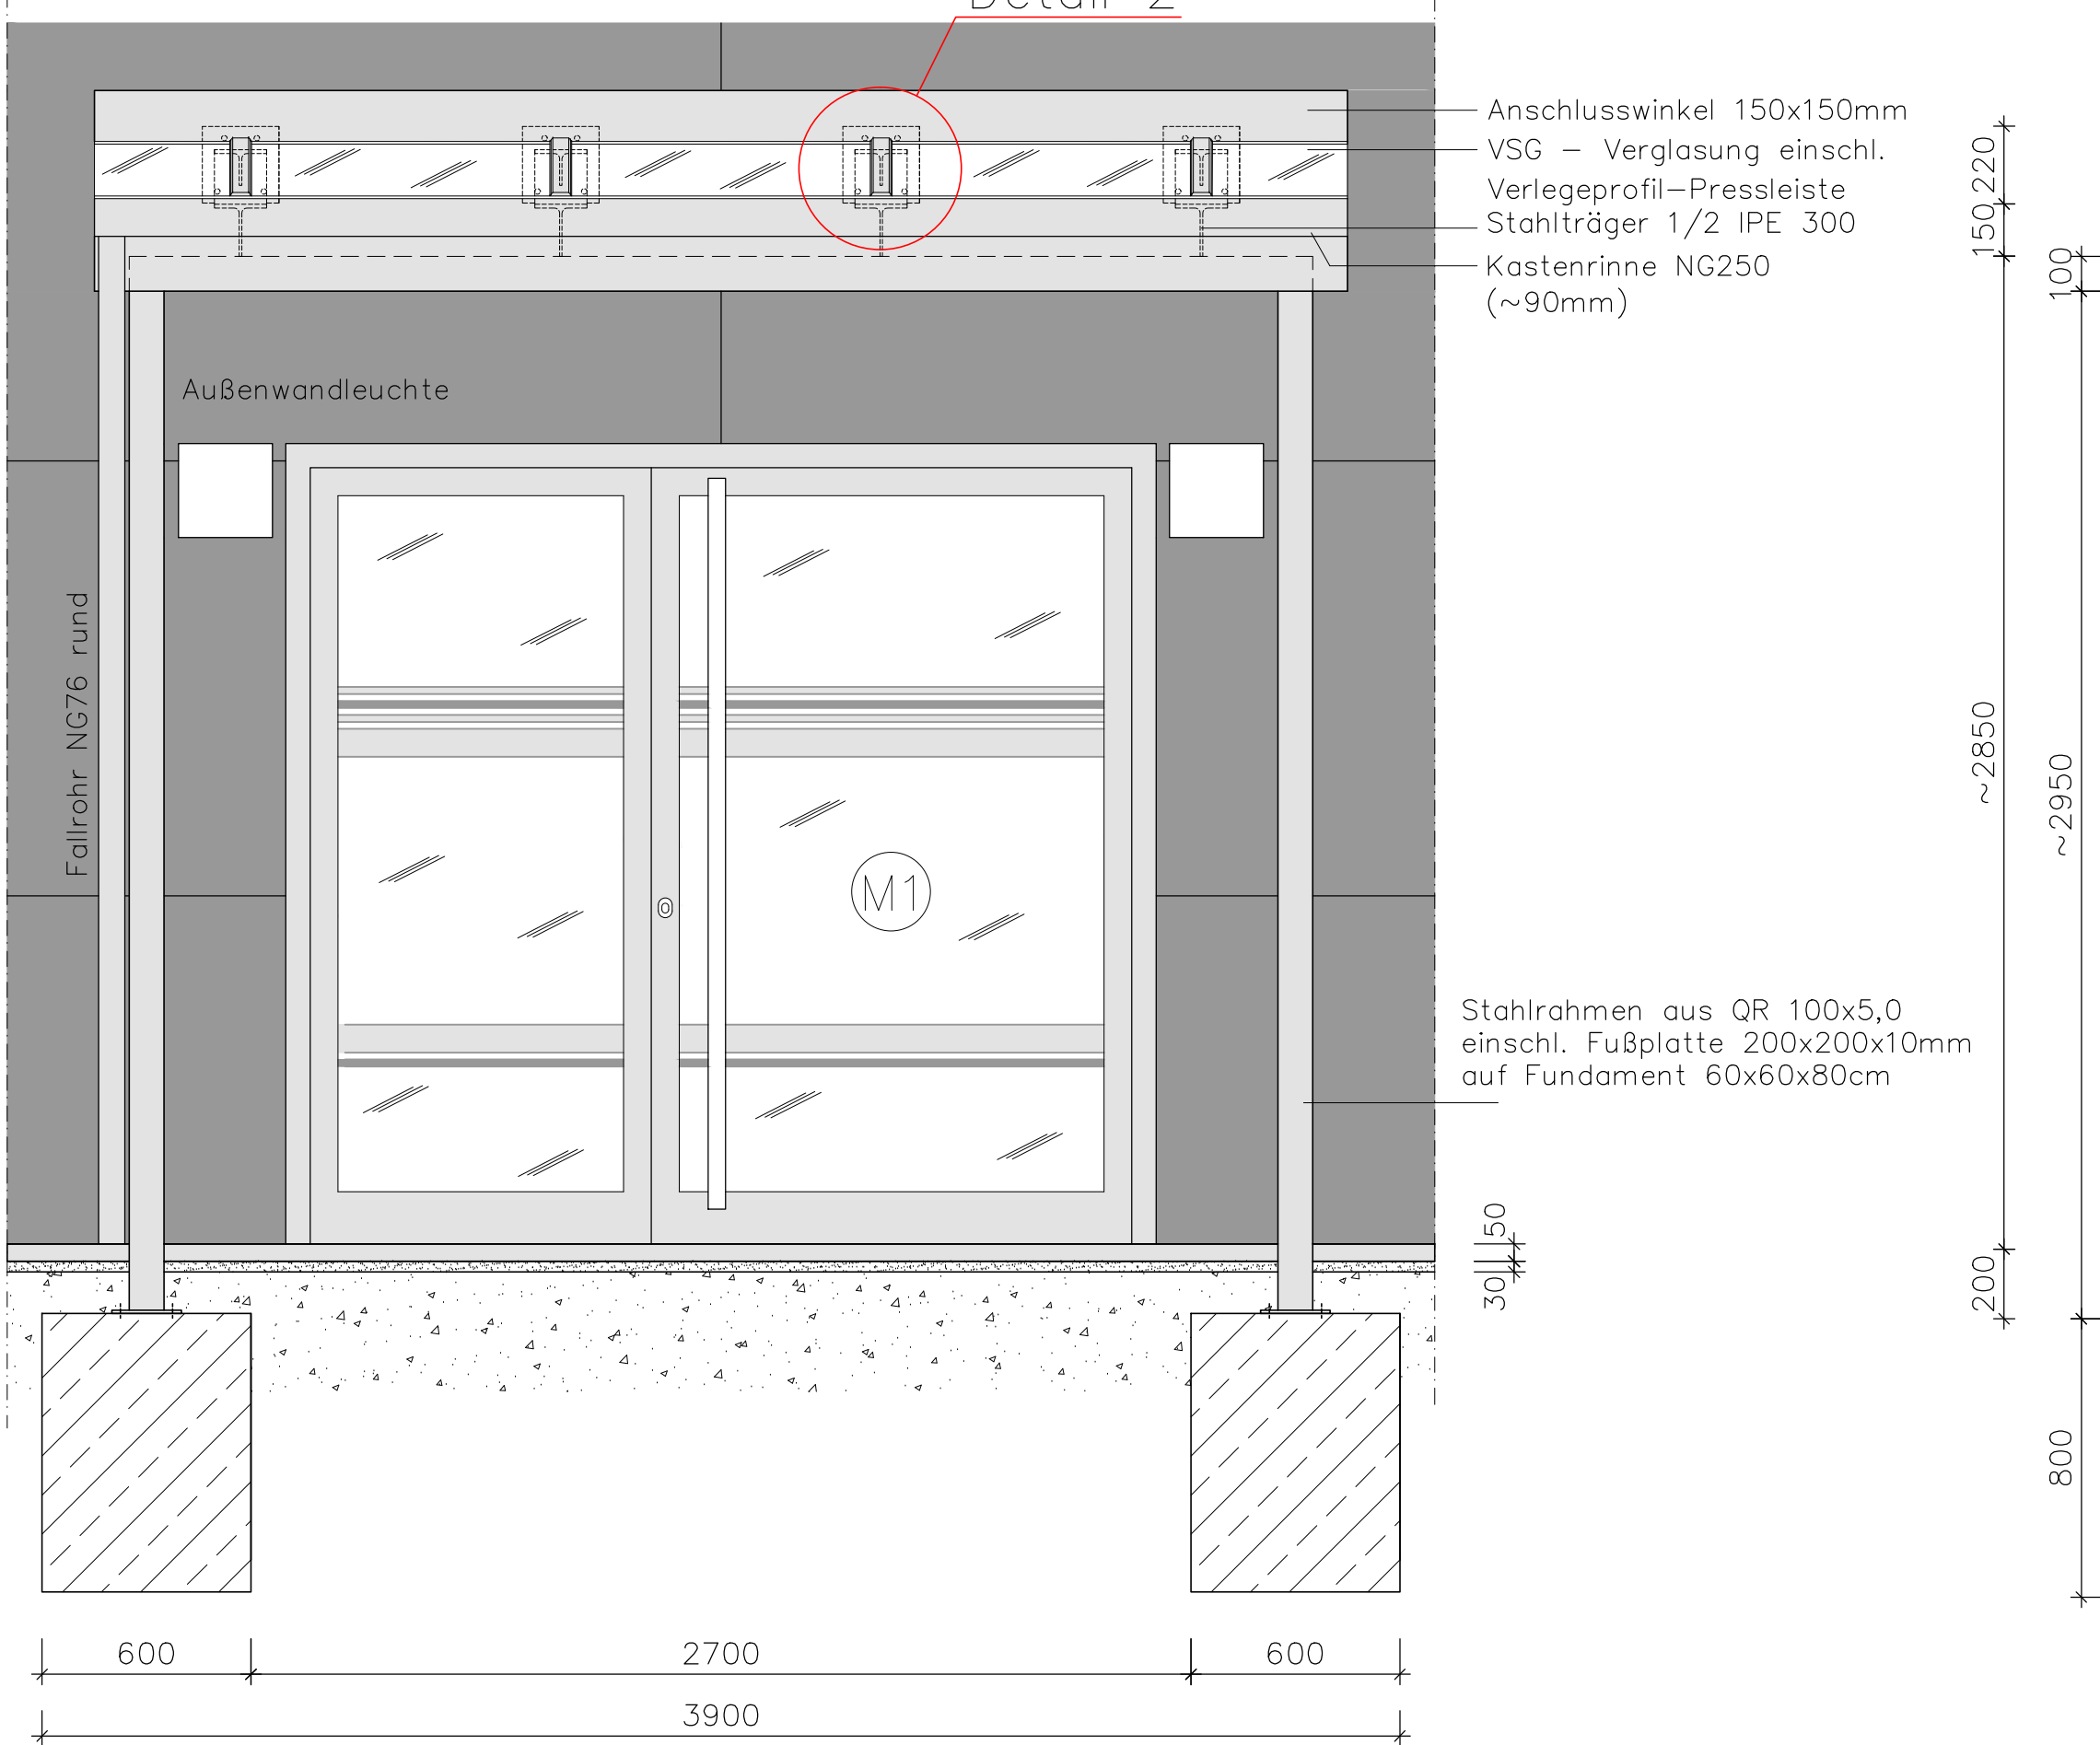 Detail 2
Anschlusswinkel 150x150mm
VSG – Verglasung einschl.
Verlegeprofil–Pressleiste
Stahlträger 1/2 IPE 300
Kastenrinne NG250
(~90mm)
220
150
100
Außenwandleuchte
Fallrohr NG76 rund
~2850
~2950
M1
Stahlrahmen aus QR 100x5,0
einschl. Fußplatte 200x200x10mm
auf Fundament 60x60x80cm
50
30
200
800
600
2700
600
3900